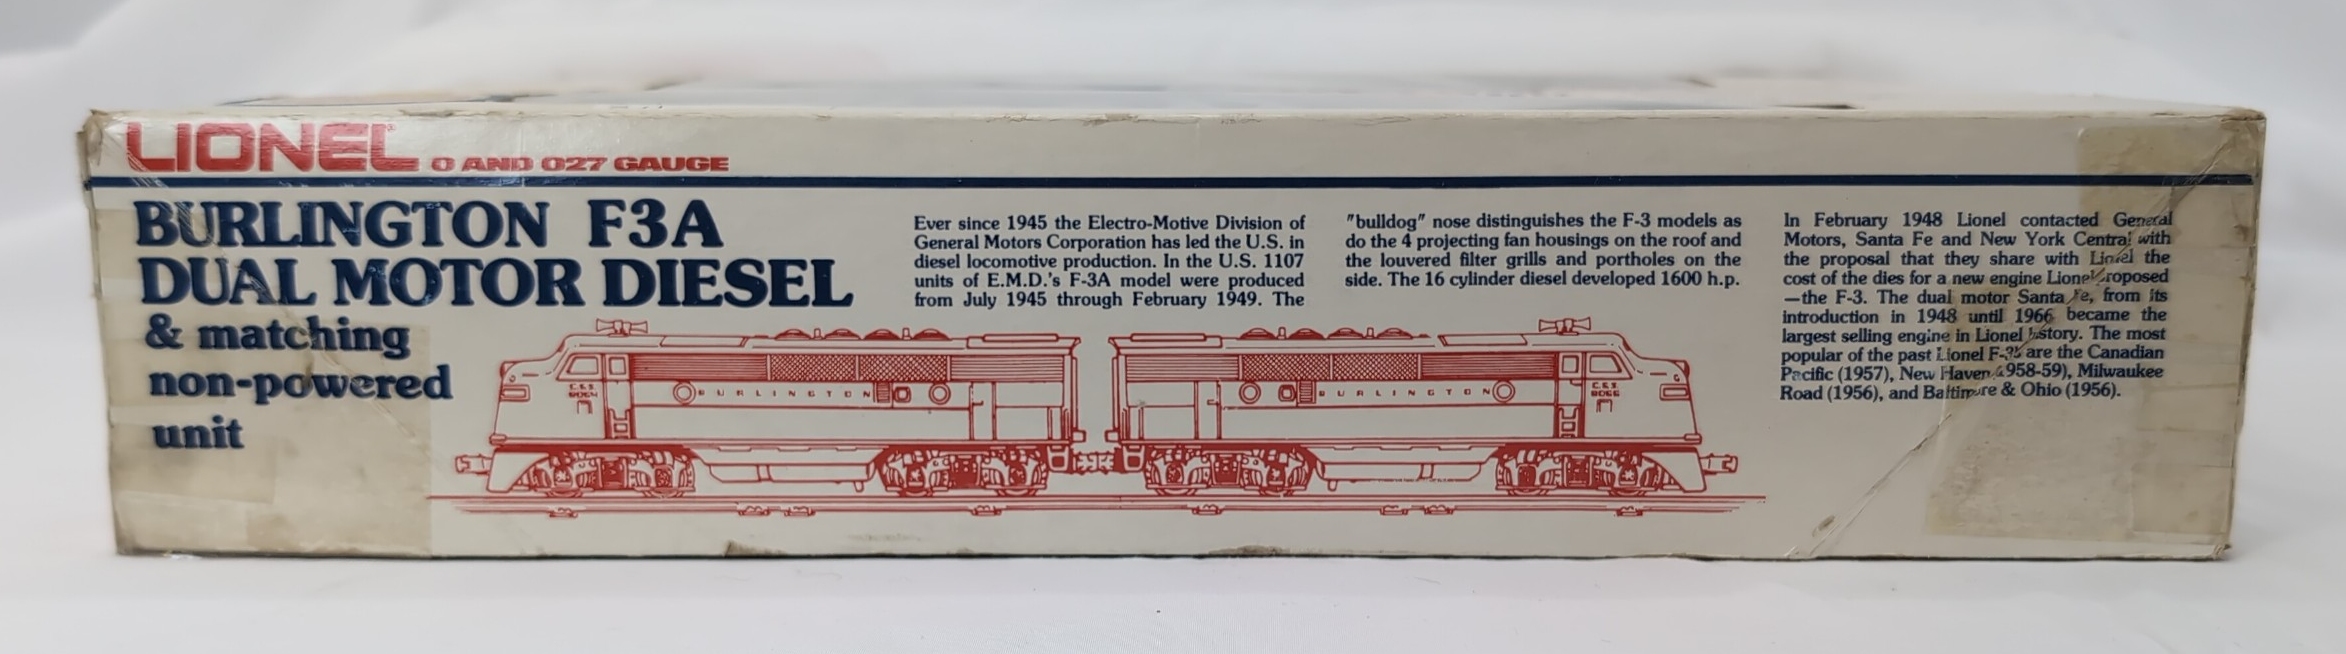 LIONEL O AND O27 GAUGE
BURLINGTON F3A
DUAL MOTOR DIESEL
& matching
non-powered
unit
Ever since 1945 the Electro-Motive Division of
General Motors Corporation has led the U.S. in
diesel locomotive production. In the U.S. 1107
units of E.M.D.'s F-3A model were produced
from July 1945 through February 1949. The
"bulldog" nose distinguishes the F-3 models as
do the 4 projecting fan housings on the roof and
the louvered filter grills and portholes on the
side. The 16 cylinder diesel developed 1600 h.p.
In February 1948 Lionel contacted General
Motors, Santa Fe and New York Central with
the proposal that they share with Lionel the
cost of the dies for a new engine Lionel proposed
—the F-3. The dual motor Santa Fe, from its
introduction in 1948 until 1966 became the
largest selling engine in Lionel history. The most
popular of the past Lionel F-3's are the Canadian
Pacific (1957), New Haven (1958-59), Milwaukee
Road (1956), and Baltimore & Ohio (1956).
BURLINGTON
BURLINGTON